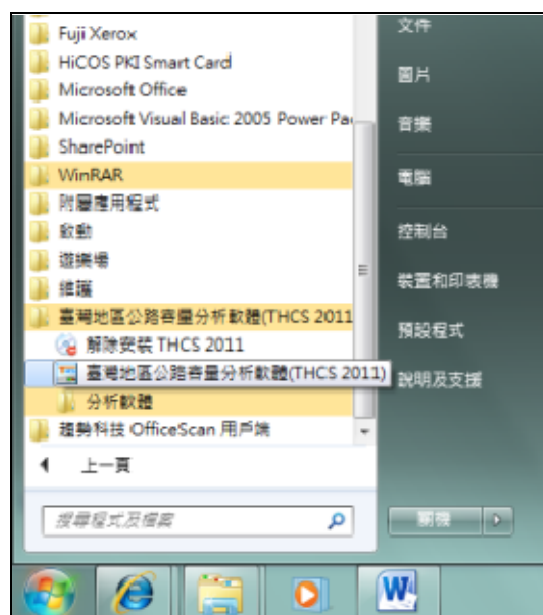 Fuji Xerox
HiCOS PKI Smart Card
Microsoft Office
Microsoft Visual Basic 2005 Power Pa
SharePoint
WinRAR
附屬應用程式
啟動
遊樂場
維護
臺灣地區公路容量分析軟體(THCS 2011
解除安裝 THCS 2011
臺灣地區公路容量分析軟體(THCS 2011)
分析軟體
趨勢科技 OfficeScan 用戶端
上一頁
搜尋程式及檔案
文件
圖片
音樂
電腦
控制台
裝置和印表機
預設程式
說明及支援
關機